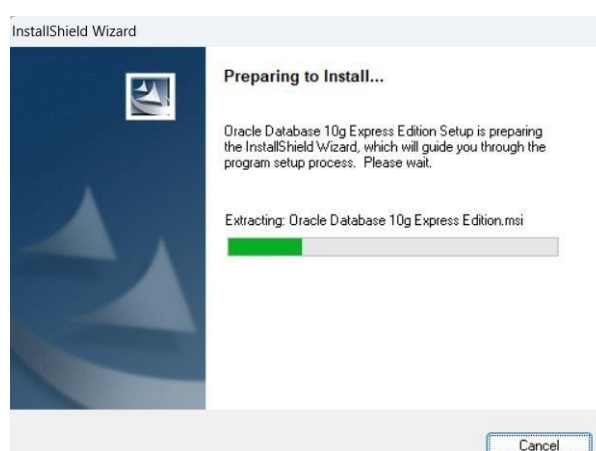 InstallShield Wizard
Preparing to Install...
Oracle Database 10g Express Edition Setup is preparing
the InstallShield Wizard, which will guide you through the
program setup process. Please wait.
Extracting: Oracle Database 10g Express Edition.msi
Cancel